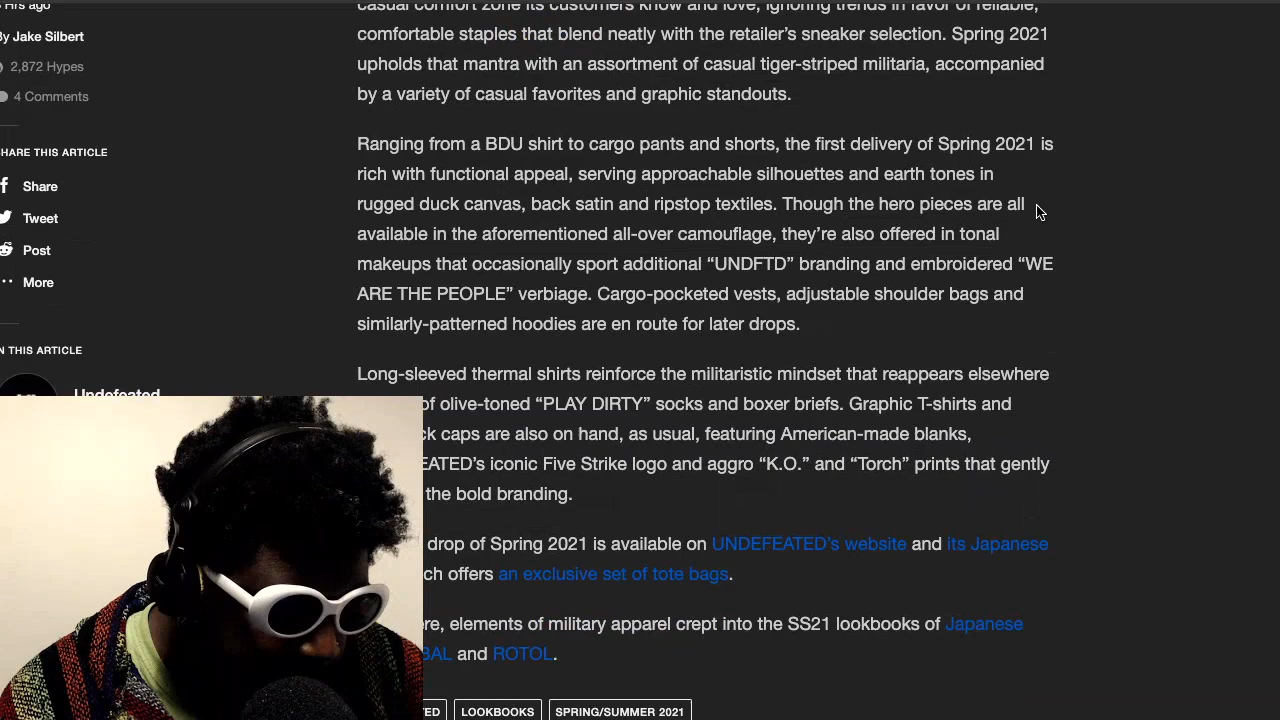 Hrs ago
By Jake Silbert
2,872 Hypes
4 Comments
SHARE THIS ARTICLE
Share
Tweet
Post
More
IN THIS ARTICLE
Undefeated
casual comfort zone its customers know and love, ignoring trends in favor of reliable,
comfortable staples that blend neatly with the retailer’s sneaker selection. Spring 2021
upholds that mantra with an assortment of casual tiger-striped militaria, accompanied
by a variety of casual favorites and graphic standouts.
Ranging from a BDU shirt to cargo pants and shorts, the first delivery of Spring 2021 is
rich with functional appeal, serving approachable silhouettes and earth tones in
rugged duck canvas, back satin and ripstop textiles. Though the hero pieces are all
available in the aforementioned all-over camouflage, they’re also offered in tonal
makeups that occasionally sport additional “UNDFTD” branding and embroidered “WE
ARE THE PEOPLE” verbiage. Cargo-pocketed vests, adjustable shoulder bags and
similarly-patterned hoodies are en route for later drops.
Long-sleeved thermal shirts reinforce the militaristic mindset that reappears elsewhere
of olive-toned “PLAY DIRTY” socks and boxer briefs. Graphic T-shirts and
caps are also on hand, as usual, featuring American-made blanks,
EATED’s iconic Five Strike logo and aggro “K.O.” and “Torch” prints that gently
the bold branding.
drop of Spring 2021 is available on UNDEFEATED’s website and its Japanese
ch offers an exclusive set of tote bags.
re, elements of military apparel crept into the SS21 lookbooks of Japanese
BAL and ROTOL.
TED
LOOKBOOKS
SPRING/SUMMER 2021